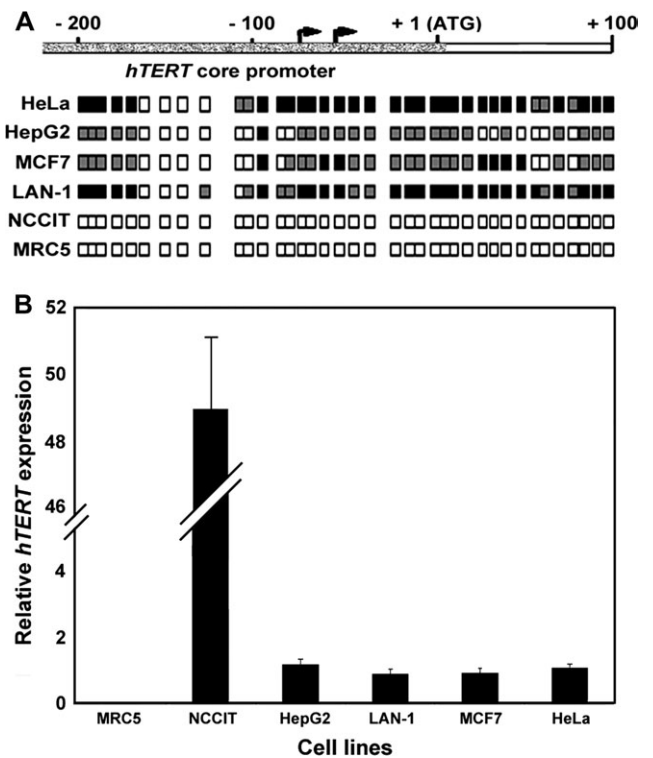 A
- 200
- 100
+ 1 (ATG)
+ 100
hTERT core promoter
HeLa
HepG2
MCF7
LAN-1
NCCIT
MRC5
B
52
50
48
46
4
2
0
Relative hTERT expression
MRC5 NCCIT HepG2 LAN-1 MCF7 HeLa
Cell lines